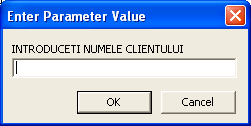 Enter Parameter Value
INTRODUCETI NUMELE CLIENTULUI
OK
Cancel